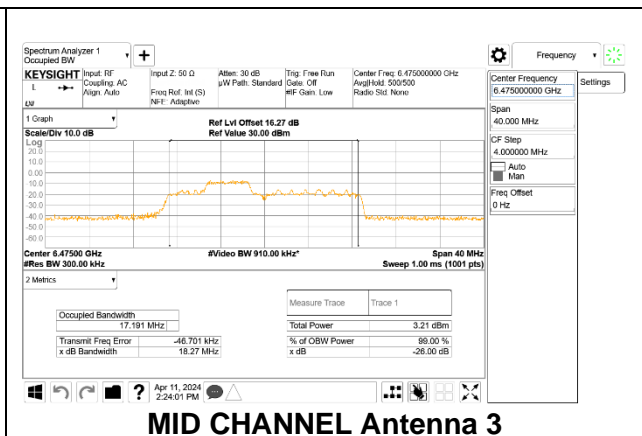 Spectrum Analyzer 1
Occupied BW
+
Frequency
KEYSIGHT
Input: RF
Coupling: AC
Align: Auto
Input Z: 50 Ω
Freq Ref: Int (S)
NFE: Adaptive
Atten: 30 dB
µW Path: Standard
Trig: Free Run
Gate: Off
#IF Gain: Low
Center Freq: 6.475000000 GHz
Avg|Hold: 500/500
Radio Std: None
L
Center Frequency
6.475000000 GHz
Settings
Span
40.000 MHz
CF Step
4.000000 MHz
Auto
Man
Freq Offset
0 Hz
1 Graph
Scale/Div 10.0 dB
Ref Lvl Offset 16.27 dB
Ref Value 30.00 dBm
Log
20.0
10.0
0.00
-10.0
-20.0
-30.0
-40.0
-50.0
-60.0
Center 6.47500 GHz
#Res BW 300.00 kHz
#Video BW 910.00 kHz*
Span 40 MHz
Sweep 1.00 ms (1001 pts)
2 Metrics
Measure Trace Trace 1
Occupied Bandwidth
17.191 MHz
Total Power 3.21 dBm
Transmit Freq Error -46.701 kHz
% of OBW Power 99.00 %
x dB Bandwidth 18.27 MHz
x dB -26.00 dB
?
Apr 11, 2024
2:24:01 PM
MID CHANNEL Antenna 3